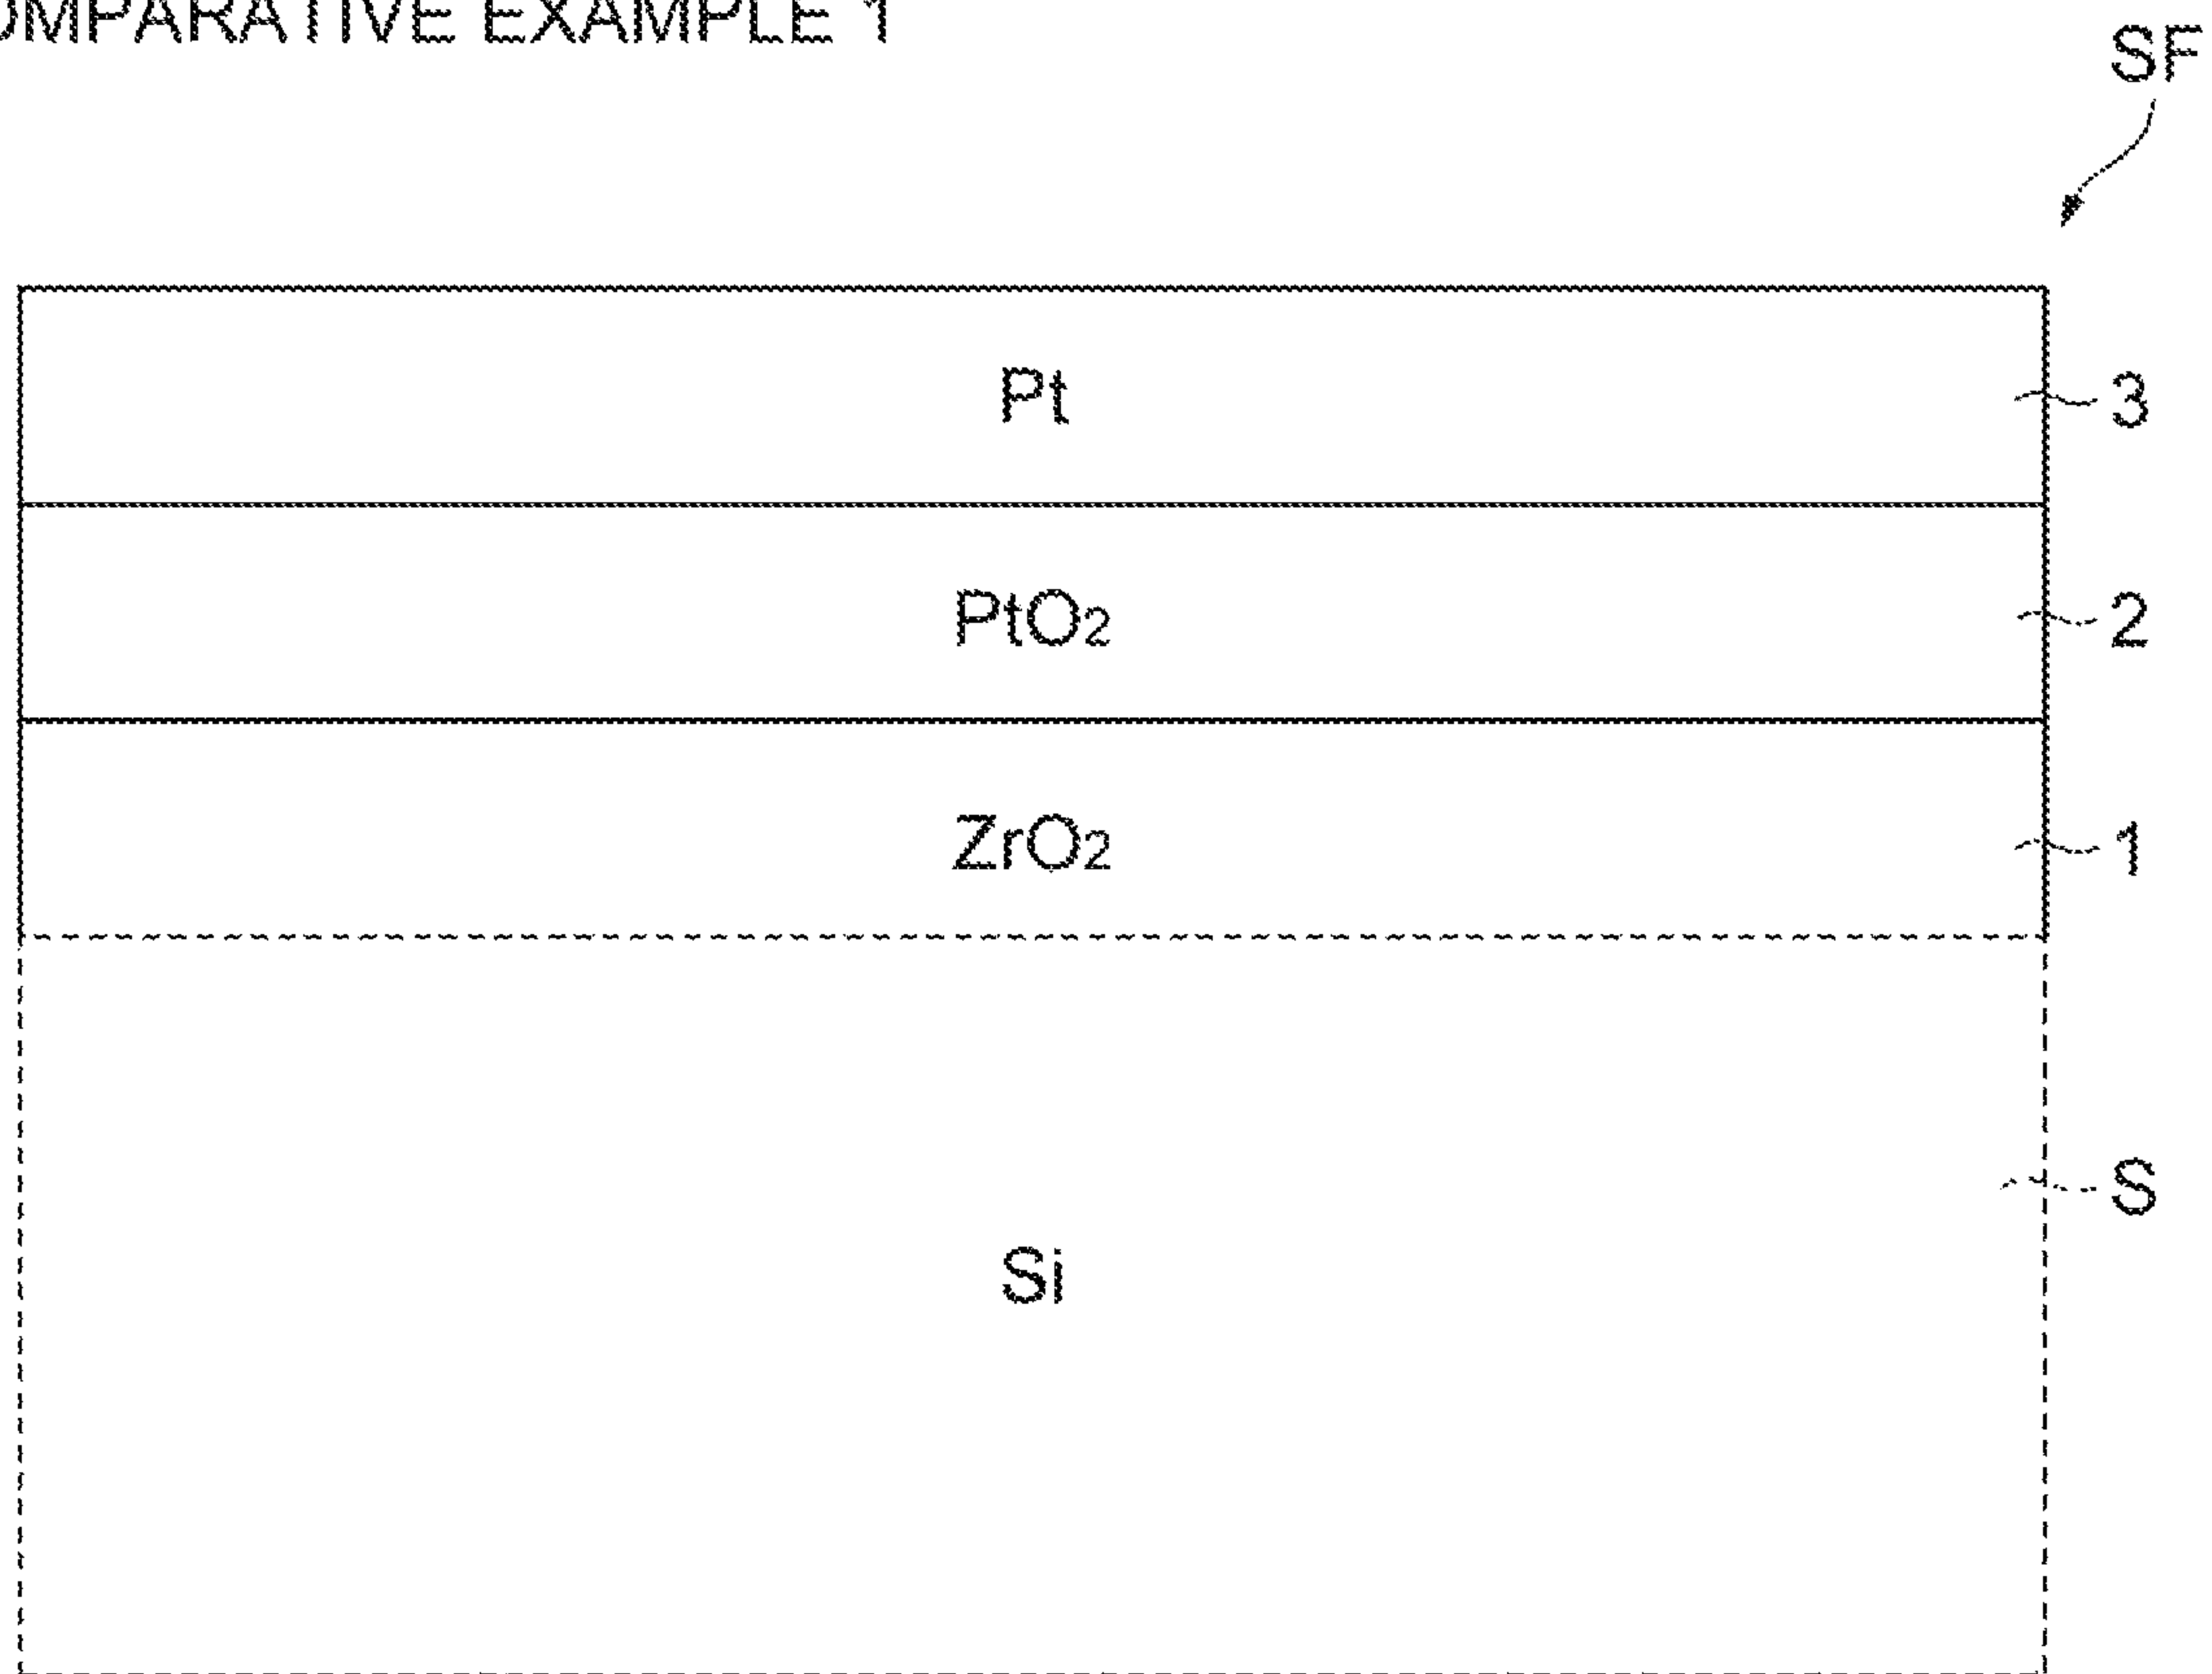 OMPARATIVE EXAMPLE 1
SF
Pt
3
PtO2
2
ZrO2
1
S
Si